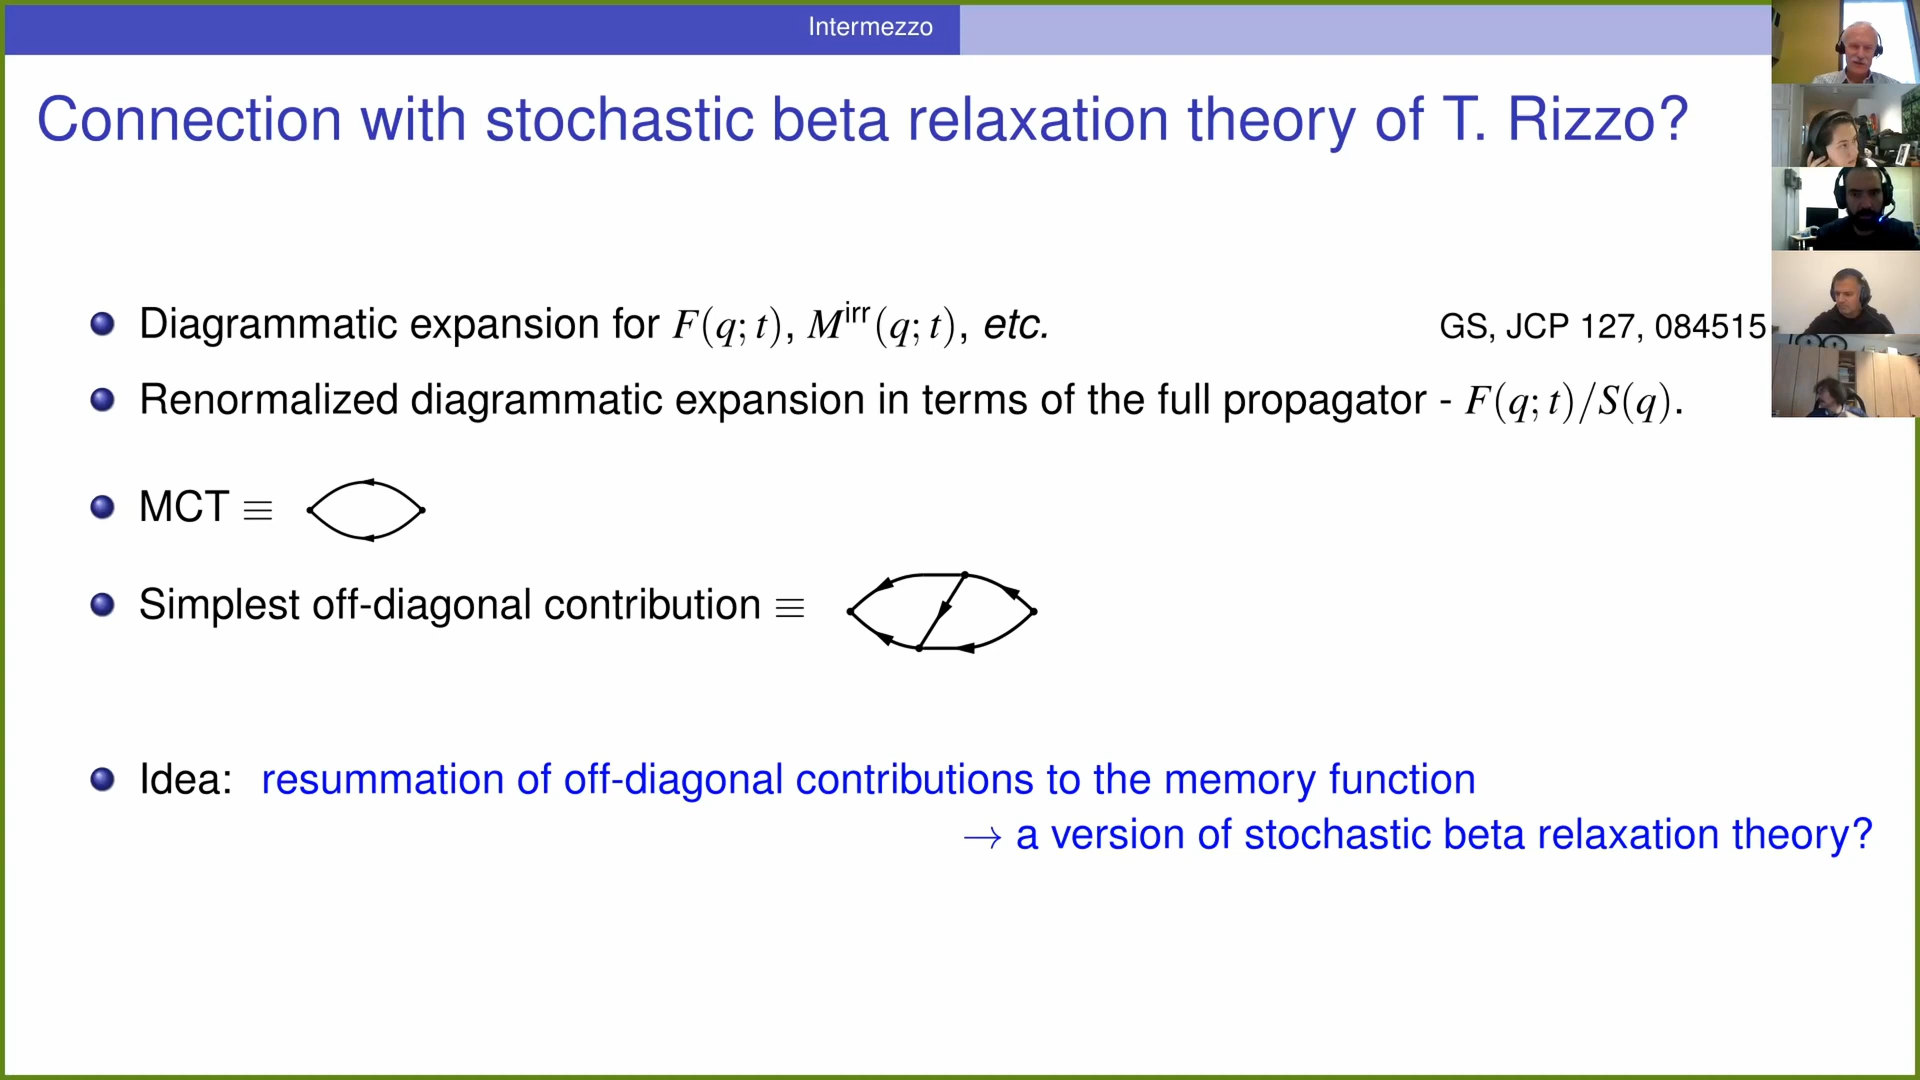 Intermezzo
Connection with stochastic beta relaxation theory of T. Rizzo?
Diagrammatic expansion for F(q;t), M^irr(q;t), etc. GS, JCP 127, 084515
Renormalized diagrammatic expansion in terms of the full propagator - F(q;t)/S(q).
MCT ≡
Simplest off-diagonal contribution ≡
Idea: resummation of off-diagonal contributions to the memory function
→ a version of stochastic beta relaxation theory?